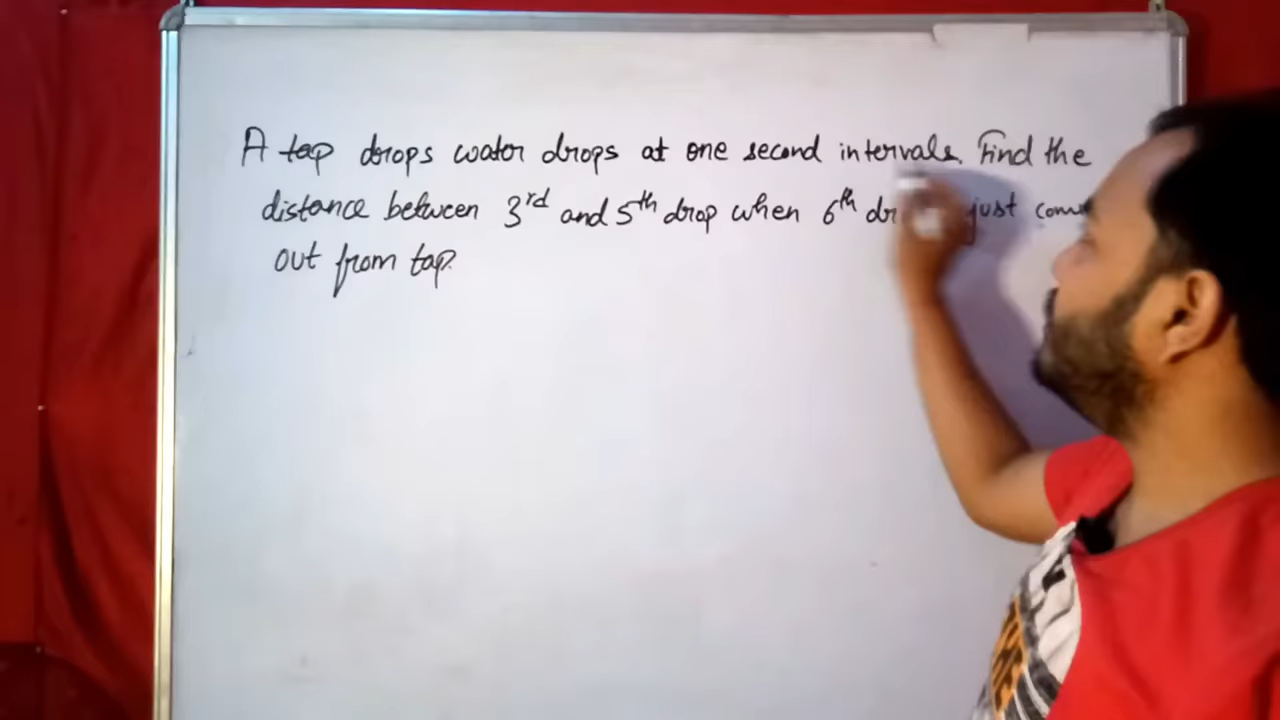 A tap drops water drops at one second intervals. Find the
distance between 3rd and 5th drop when 6th just
out from tap.